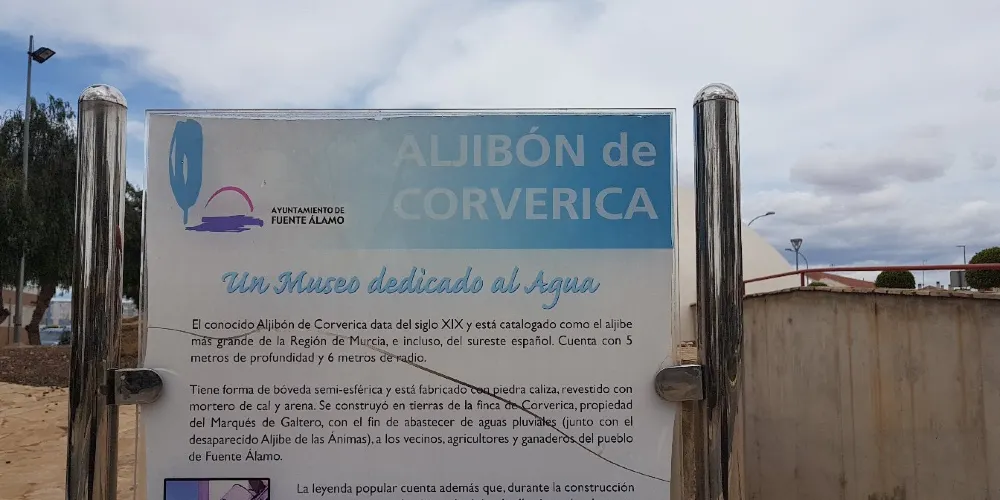 ALJIBÓN de
CORVERICA
AYUNTAMIENTO DE
FUENTE ÁLAMO
Un Museo dedicado al Agua
El conocido Aljibón de Corverica data del siglo XIX y está catalogado como el aljibe
más grande de la Región de Murcia, e incluso, del sureste español. Cuenta con 5
metros de profundidad y 6 metros de radio.
Tiene forma de bóveda semi-esférica y está fabricado con piedra caliza, revestido con
mortero de cal y arena. Se construyó en tierras de la finca de Corverica, propiedad
del Marqués de Galtero, con el fin de abastecer de aguas pluviales (junto con el
desaparecido Aljibe de las Ánimas), a los vecinos, agricultores y ganaderos del pueblo
de Fuente Álamo.
La leyenda popular cuenta además que, durante la construcción